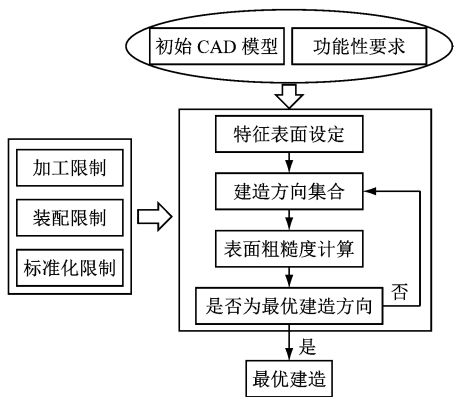 初始 CAD 模型
功能性要求
特征表面设定
加工限制
建造方向集合
装配限制
表面粗糙度计算
标准化限制
是否为最优建造方向
否
是
最优建造